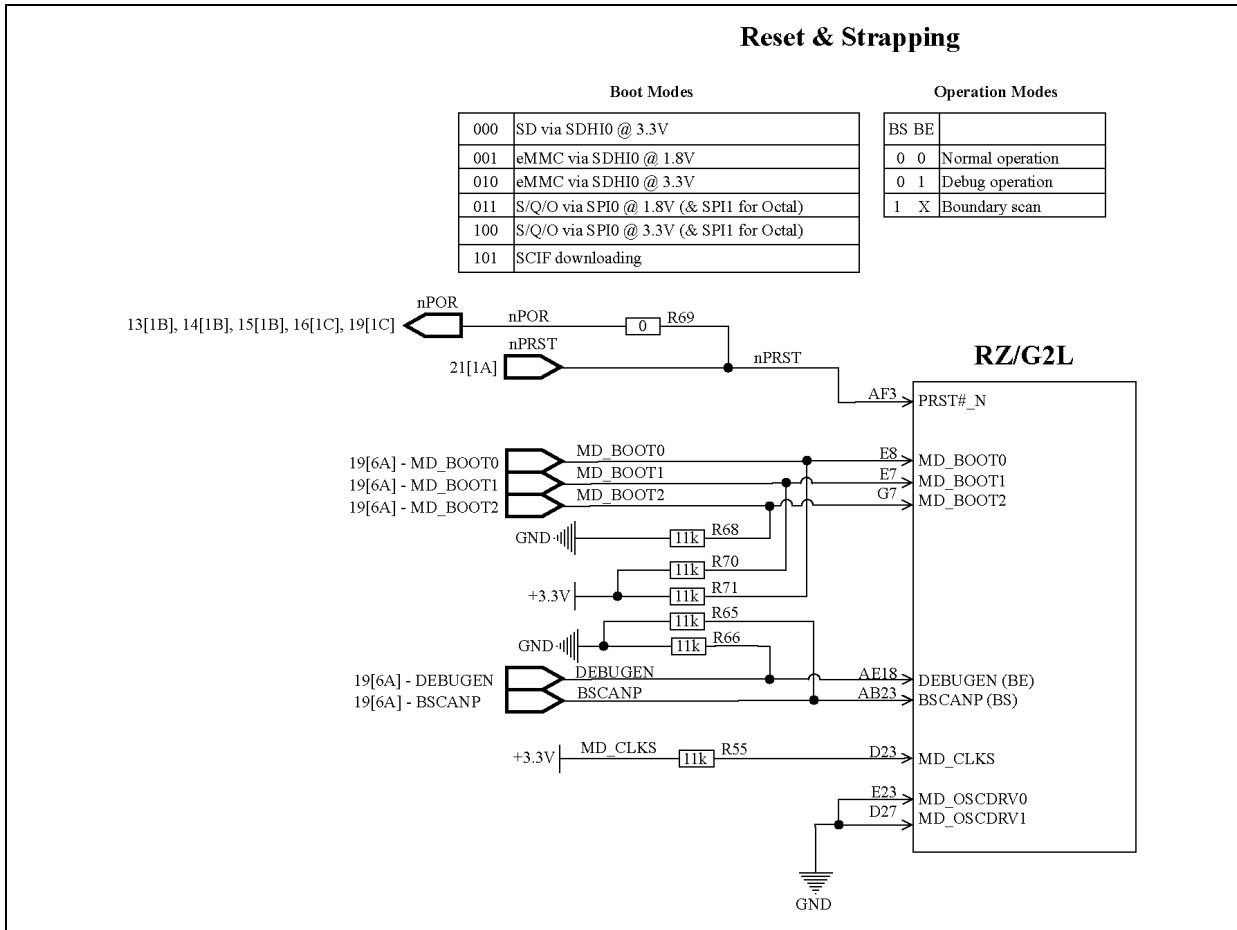 Reset & Strapping
Boot Modes
000 SD via SDHI0 @ 3.3V
001 eMMC via SDHI0 @ 1.8V
010 eMMC via SDHI0 @ 3.3V
011 S/Q/O via SPI0 @ 1.8V (& SPI1 for Octal)
100 S/Q/O via SPI0 @ 3.3V (& SPI1 for Octal)
101 SCIF downloading
Operation Modes
BS BE
0 0 Normal operation
0 1 Debug operation
1 X Boundary scan
nPOR
13[1B], 14[1B], 15[1B], 16[1C], 19[1C]
nPOR
0 R69
nPRST
21[1A]
nPRST
RZ/G2L
AF3 PRST#_N
19[6A] - MD_BOOT0 MD_BOOT0 E8 MD_BOOT0
19[6A] - MD_BOOT1 MD_BOOT1 E7 MD_BOOT1
19[6A] - MD_BOOT2 MD_BOOT2 G7 MD_BOOT2
GND 11k R68
11k R70
+3.3V 11k R71
11k R65
GND 11k R66
19[6A] - DEBUGEN DEBUGEN AE18 DEBUGEN (BE)
19[6A] - BSCANP BSCANP AB23 BSCANP (BS)
+3.3V MD_CLKS 11k R55 D23 MD_CLKS
E23 MD_OSCDRV0
D27 MD_OSCDRV1
GND